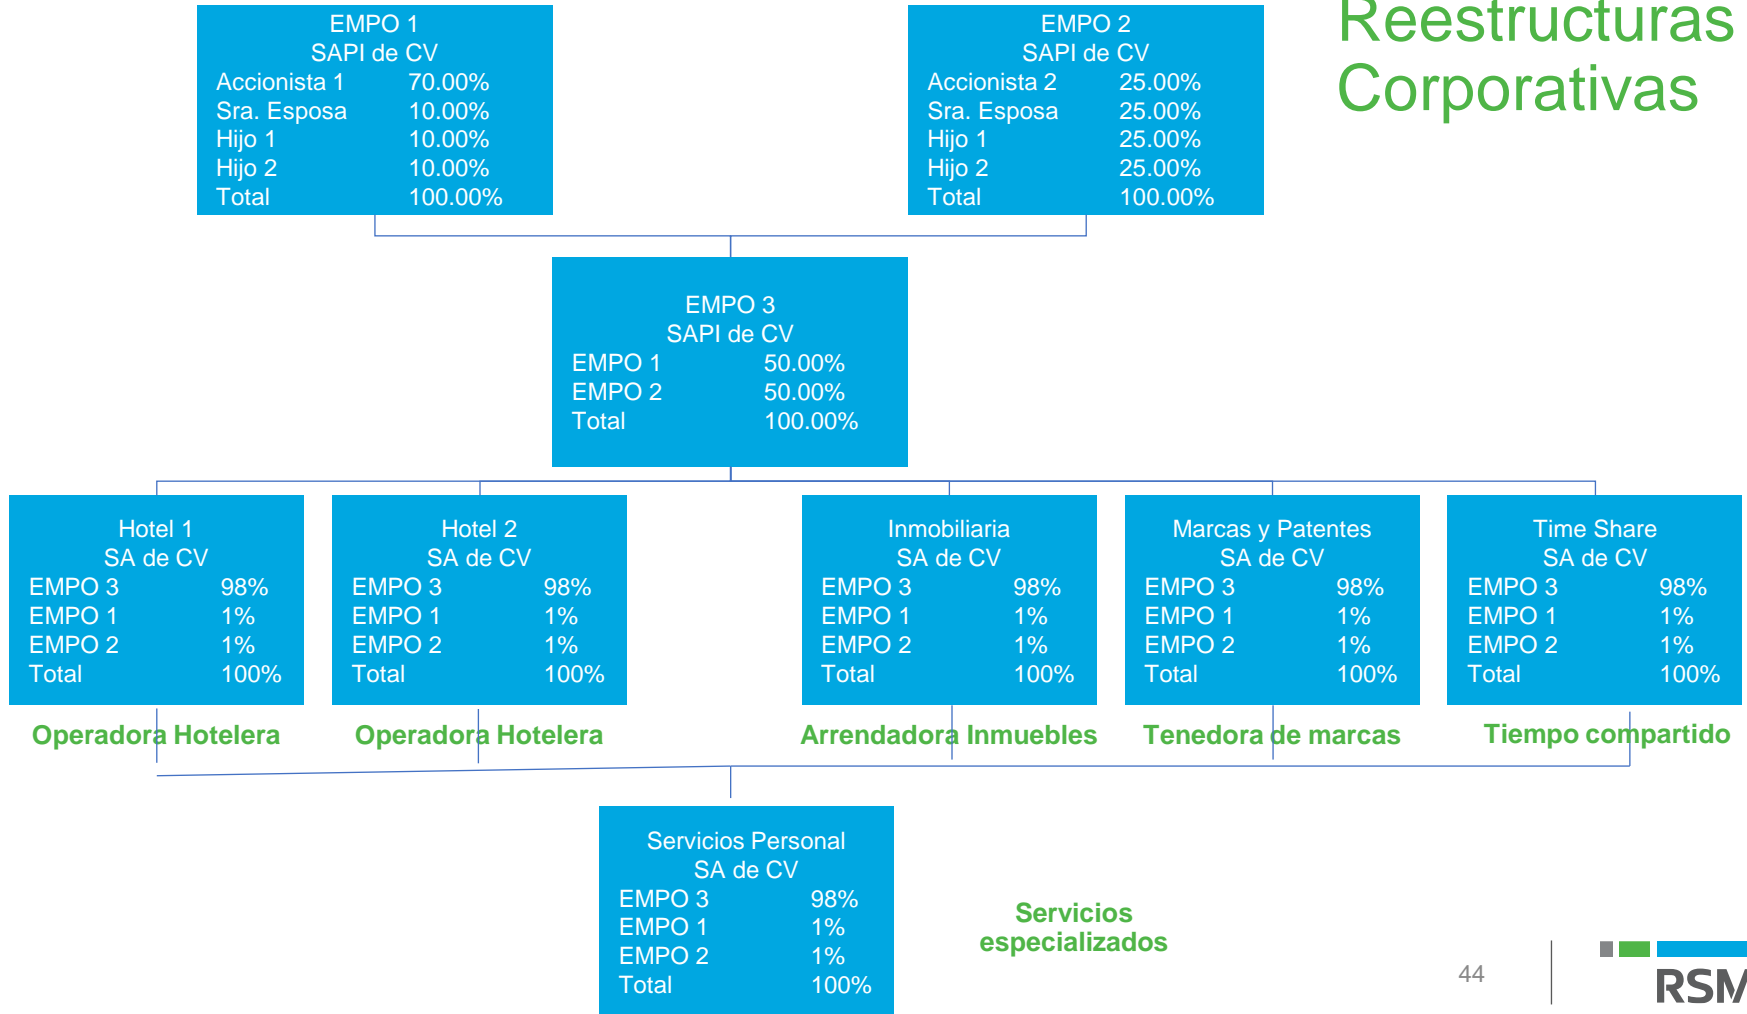 Reestructuras
Corporativas
EMPO 1
SAPI de CV
Accionista 1 70.00%
Sra. Esposa 10.00%
Hijo 1 10.00%
Hijo 2 10.00%
Total 100.00%
EMPO 2
SAPI de CV
Accionista 2 25.00%
Sra. Esposa 25.00%
Hijo 1 25.00%
Hijo 2 25.00%
Total 100.00%
EMPO 3
SAPI de CV
EMPO 1 50.00%
EMPO 2 50.00%
Total 100.00%
Hotel 1
SA de CV
EMPO 3 98%
EMPO 1 1%
EMPO 2 1%
Total 100%
Operadora Hotelera
Hotel 2
SA de CV
EMPO 3 98%
EMPO 1 1%
EMPO 2 1%
Total 100%
Operadora Hotelera
Inmobiliaria
SA de CV
EMPO 3 98%
EMPO 1 1%
EMPO 2 1%
Total 100%
Arrendadora Inmuebles
Marcas y Patentes
SA de CV
EMPO 3 98%
EMPO 1 1%
EMPO 2 1%
Total 100%
Tenedora de marcas
Time Share
SA de CV
EMPO 3 98%
EMPO 1 1%
EMPO 2 1%
Total 100%
Tiempo compartido
Servicios Personal
SA de CV
EMPO 3 98%
EMPO 1 1%
EMPO 2 1%
Total 100%
Servicios
especializados
44
RSM